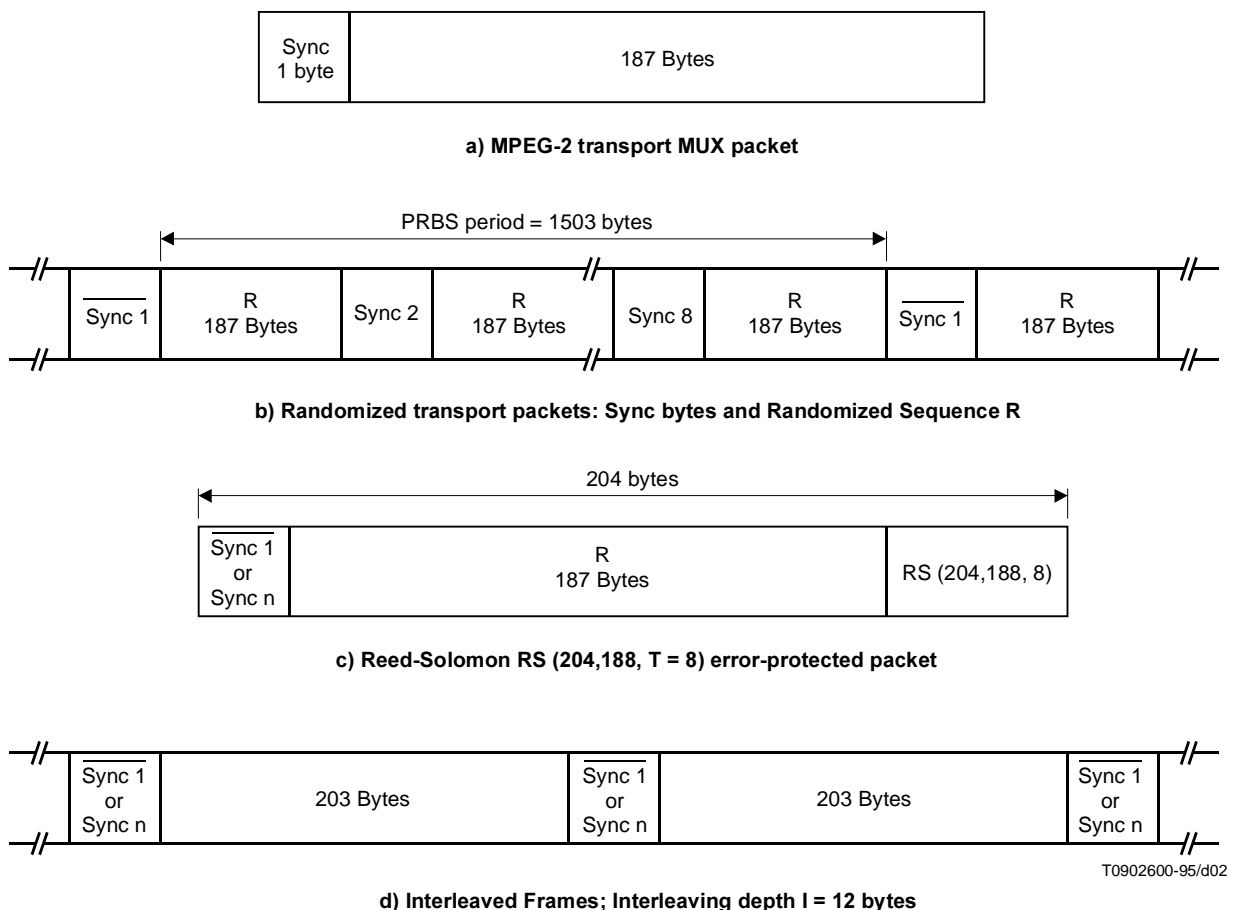 Sync
1 byte
187 Bytes
a) MPEG-2 transport MUX packet
PRBS period = 1503 bytes
Sync 1
R
187 Bytes
Sync 2
R
187 Bytes
Sync 8
R
187 Bytes
Sync 1
R
187 Bytes
b) Randomized transport packets: Sync bytes and Randomized Sequence R
204 bytes
Sync 1
or
Sync n
R
187 Bytes
RS (204,188, 8)
c) Reed-Solomon RS (204,188, T = 8) error-protected packet
Sync 1
or
Sync n
203 Bytes
Sync 1
or
Sync n
203 Bytes
Sync 1
or
Sync n
T0902600-95/d02
d) Interleaved Frames; Interleaving depth I = 12 bytes